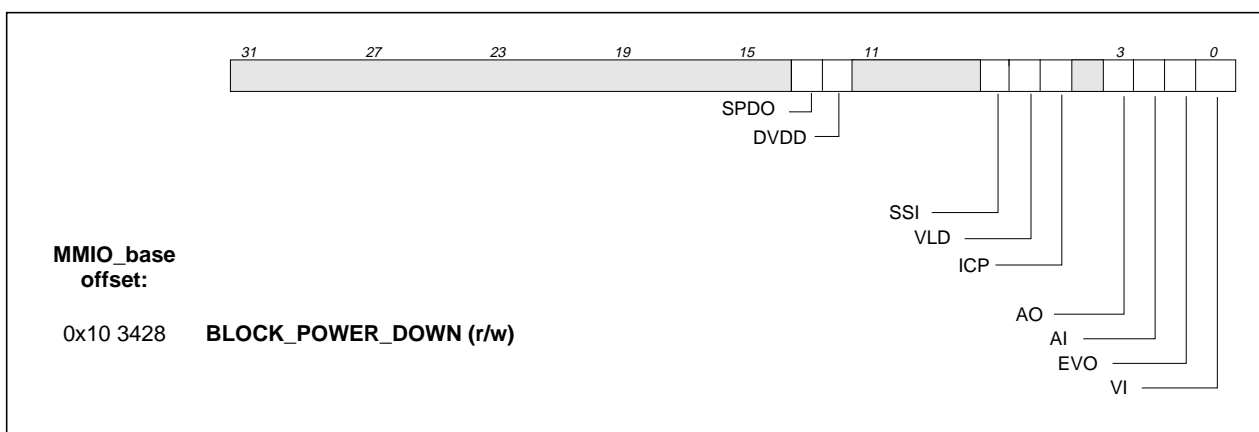 31 27 23 19 15 11 3 0
SPDO
DVDD
SSI
VLD
ICP
MMIO_base
offset:
AO
0x10 3428 BLOCK_POWER_DOWN (r/w)
AI
EVO
VI